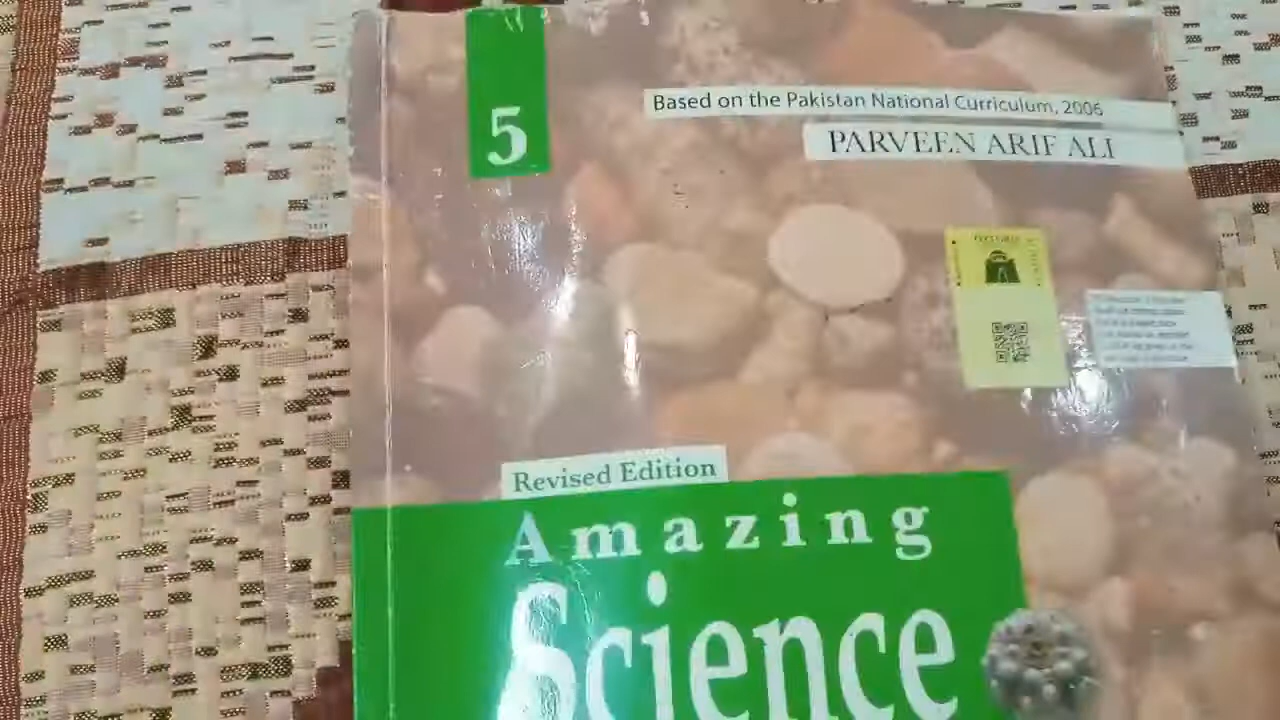 5
Based on the Pakistan National Curriculum, 2006
PARVEEN ARIF ALI
Revised Edition
Amazing
Science